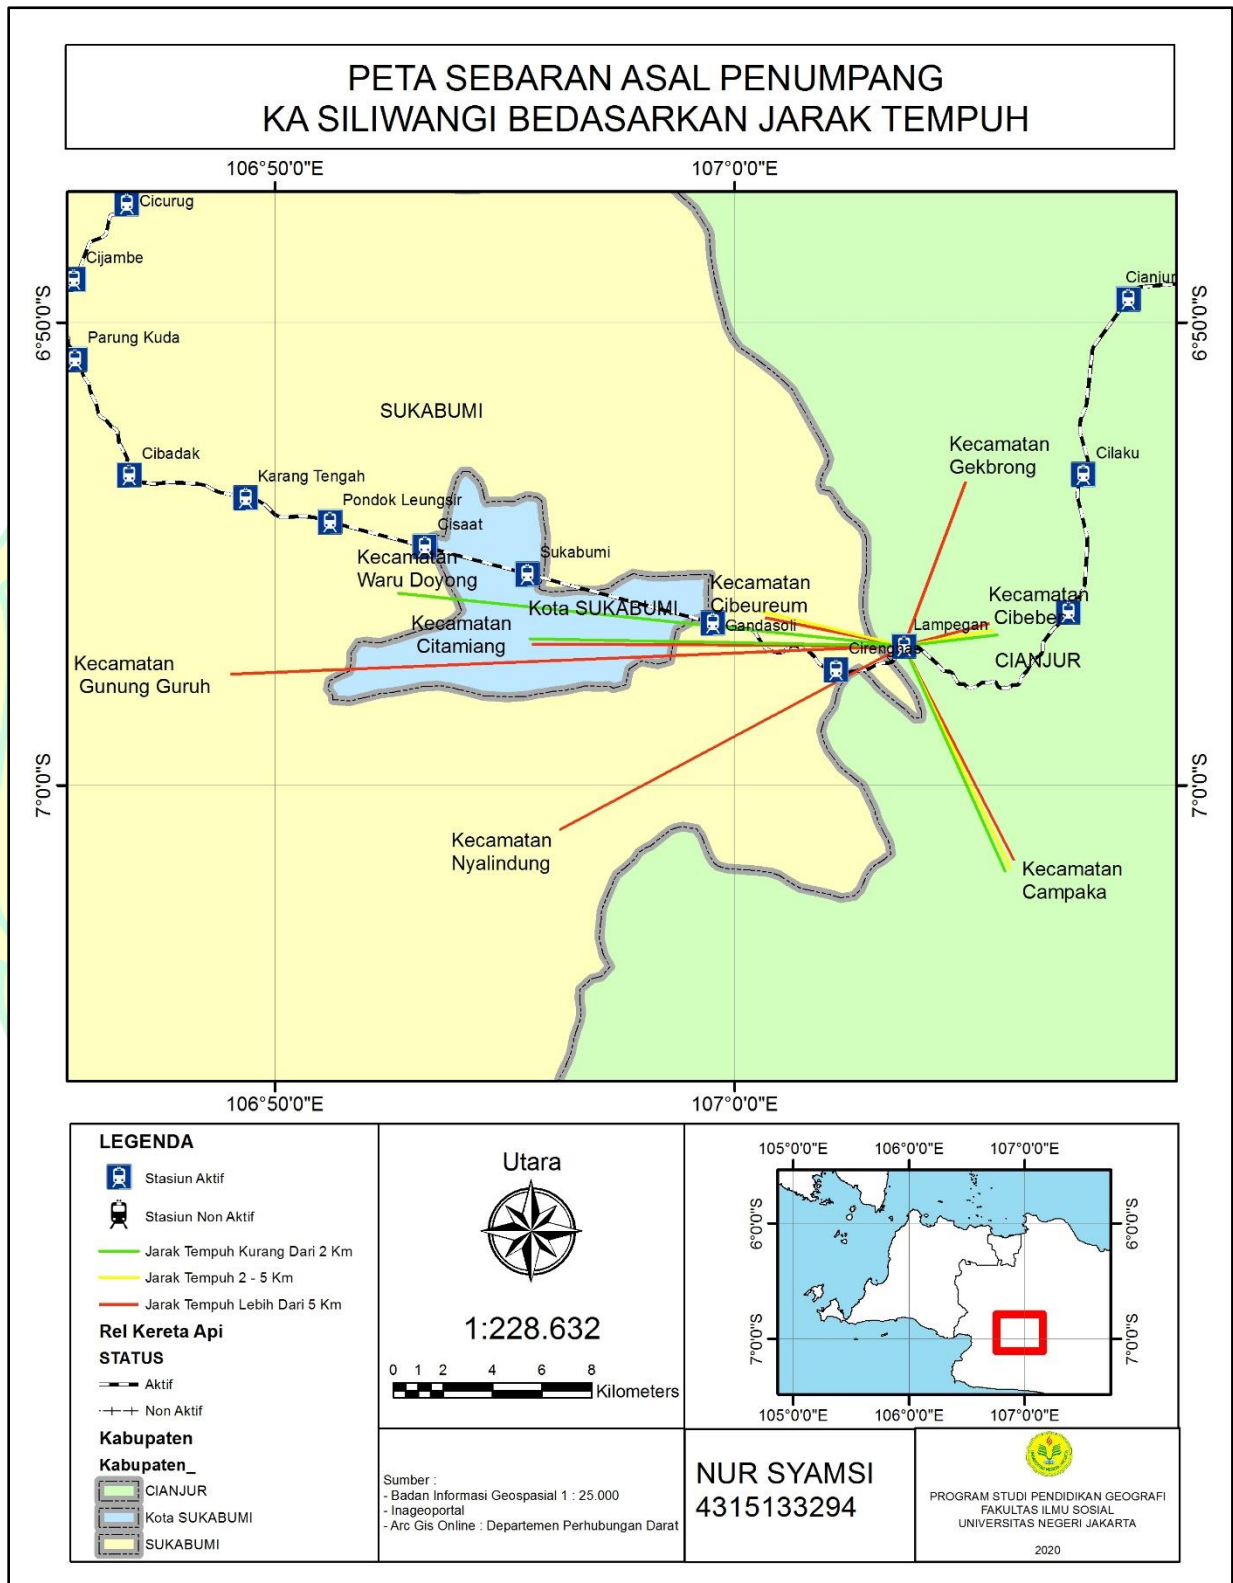 PETA SEBARAN ASAL PENUMPANG
KA SILIWANGI BEDASARKAN JARAK TEMPUH
106°50'0"E
107°0'0"E
Cicurug
Cijambe
Cianjur
6°50'0"S
6°50'0"S
Parung Kuda
SUKABUMI
Kecamatan
Gekbrong
Cibadak
Cilaku
Karang Tengah
Pondok Leungsir
Cisaat
Kecamatan
Waru Doyong
Sukabumi
Kota SUKABUMI
Kecamatan
Cibeureum
Gandasoli
Kecamatan
Cibeber
Lampegan
Kecamatan
Citamiang
Cirenghas
CIANJUR
Kecamatan
Gunung Guruh
7°0'0"S
7°0'0"S
Kecamatan
Nyalindung
Kecamatan
Campaka
106°50'0"E
107°0'0"E
LEGENDA
Stasiun Aktif
Stasiun Non Aktif
Jarak Tempuh Kurang Dari 2 Km
Jarak Tempuh 2 - 5 Km
Jarak Tempuh Lebih Dari 5 Km
Rel Kereta Api
STATUS
Aktif
Non Aktif
Kabupaten
Kabupaten_
CIANJUR
Kota SUKABUMI
SUKABUMI
Utara
1:228.632
0 1 2 4 6 8
Kilometers
Sumber :
- Badan Informasi Geospasial 1 : 25.000
- Inageoportal
- Arc Gis Online : Departemen Perhubungan Darat
105°0'0"E 106°0'0"E 107°0'0"E
6°0'0"S
6°0'0"S
7°0'0"S
7°0'0"S
105°0'0"E 106°0'0"E 107°0'0"E
NUR SYAMSI
4315133294
PROGRAM STUDI PENDIDIKAN GEOGRAFI
FAKULTAS ILMU SOSIAL
UNIVERSITAS NEGERI JAKARTA
2020